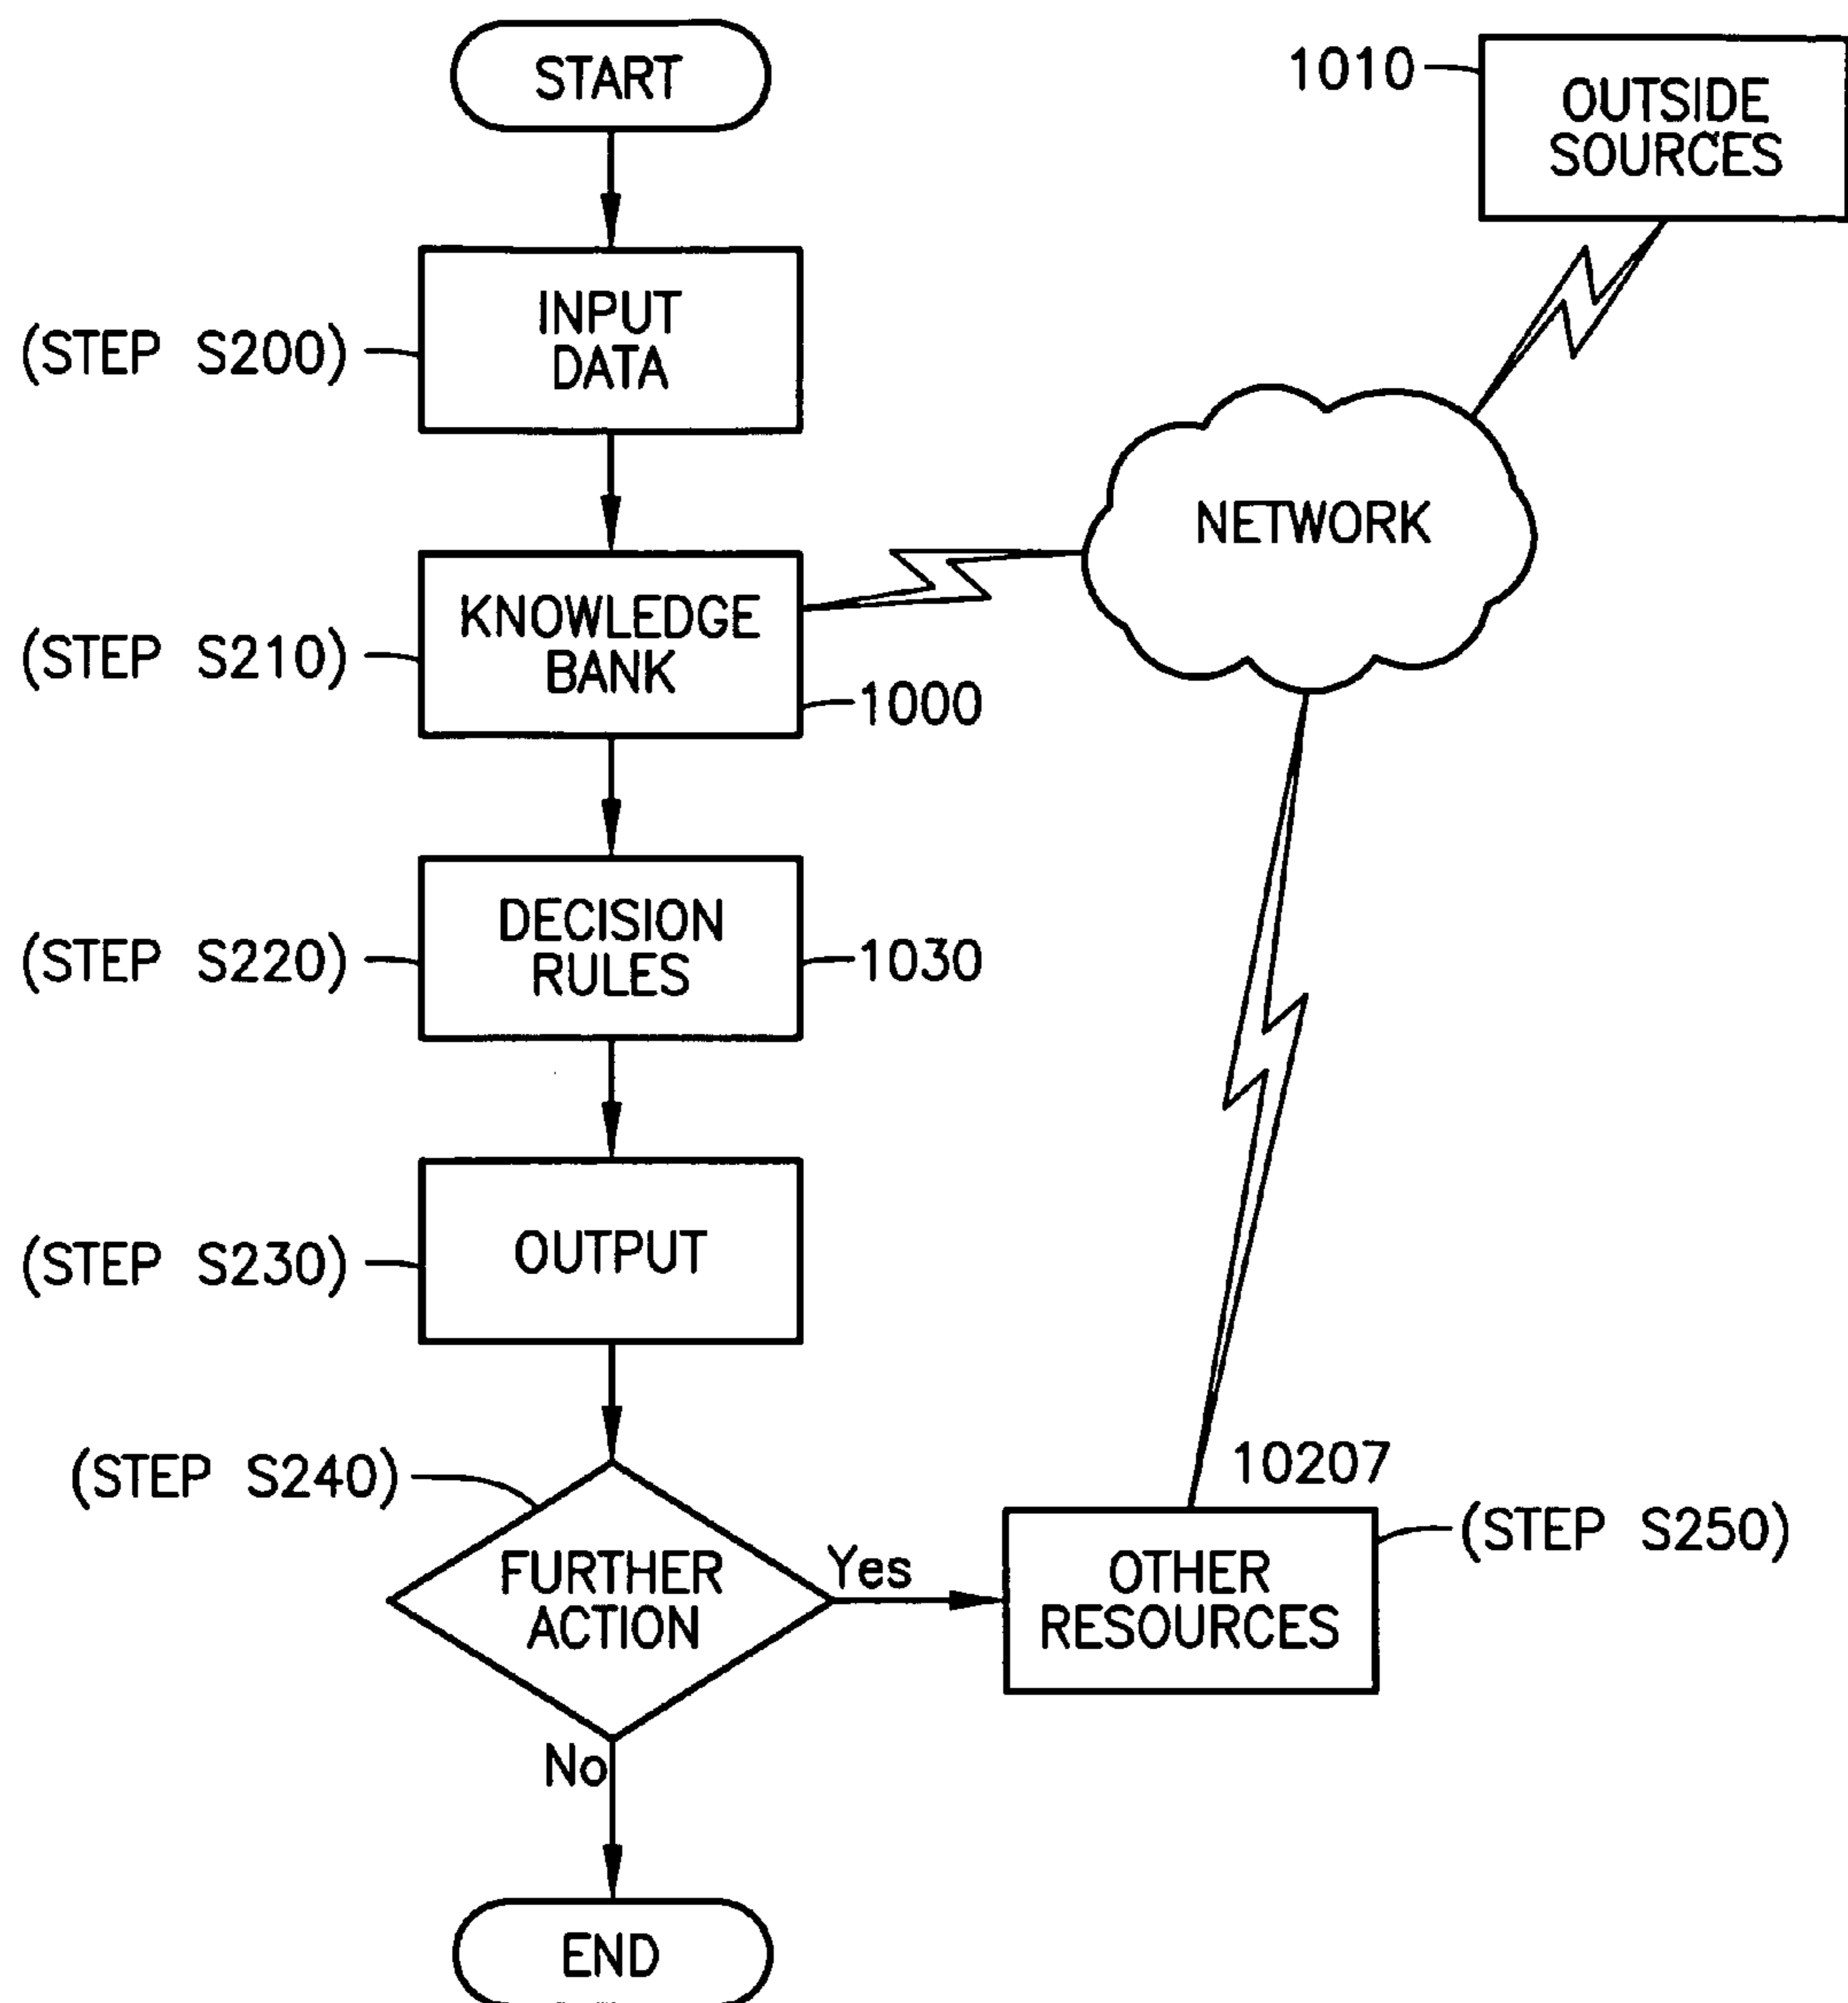 START
1010
OUTSIDE
SOURCES
(STEP S200)
INPUT
DATA
NETWORK
(STEP S210)
KNOWLEDGE
BANK
1000
(STEP S220)
DECISION
RULES
1030
(STEP S230)
OUTPUT
(STEP S240)
FURTHER
ACTION
Yes
10207
(STEP S250)
OTHER
RESOURCES
No
END